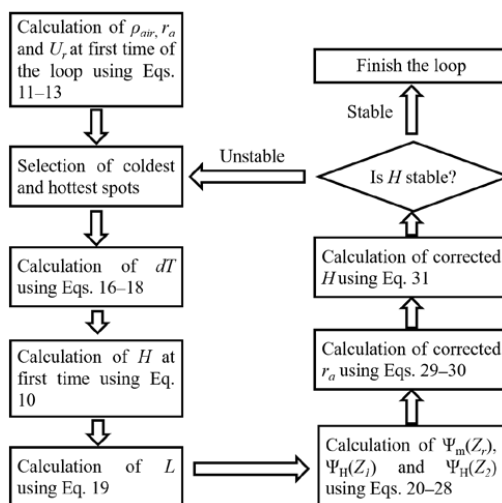 Calculation of ρair, ra
and Ur at first time of
the loop using Eqs.
11–13
Selection of coldest
and hottest spots
Calculation of dT
using Eqs. 16–18
Calculation of H at
first time using Eq.
10
Calculation of L
using Eq. 19
Calculation of Ψm(Zr),
ΨH(Z1) and ΨH(Z2)
using Eqs. 20–28
Calculation of corrected
ra using Eqs. 29–30
Calculation of corrected
H using Eq. 31
Is H stable?
Unstable
Stable
Finish the loop